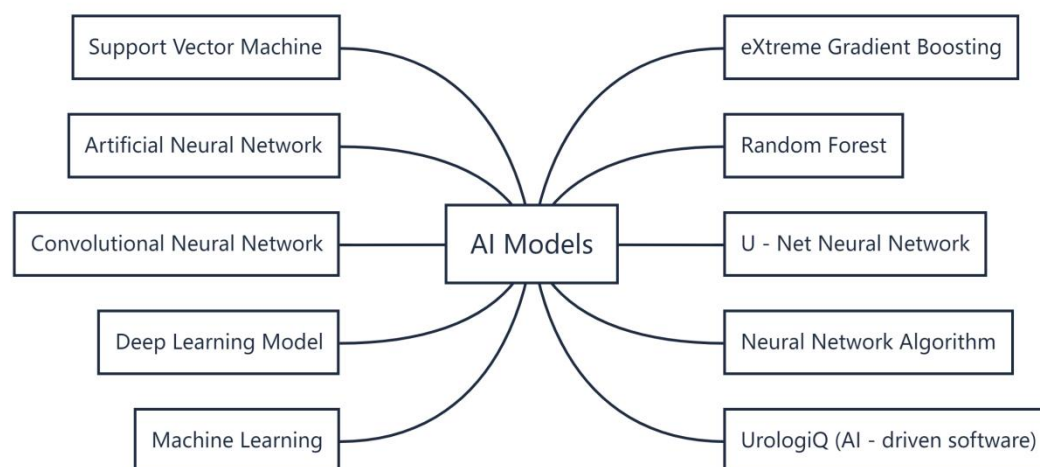 Support Vector Machine
Artificial Neural Network
Convolutional Neural Network
Deep Learning Model
Machine Learning
AI Models
eXtreme Gradient Boosting
Random Forest
U - Net Neural Network
Neural Network Algorithm
UrologiQ (AI - driven software)